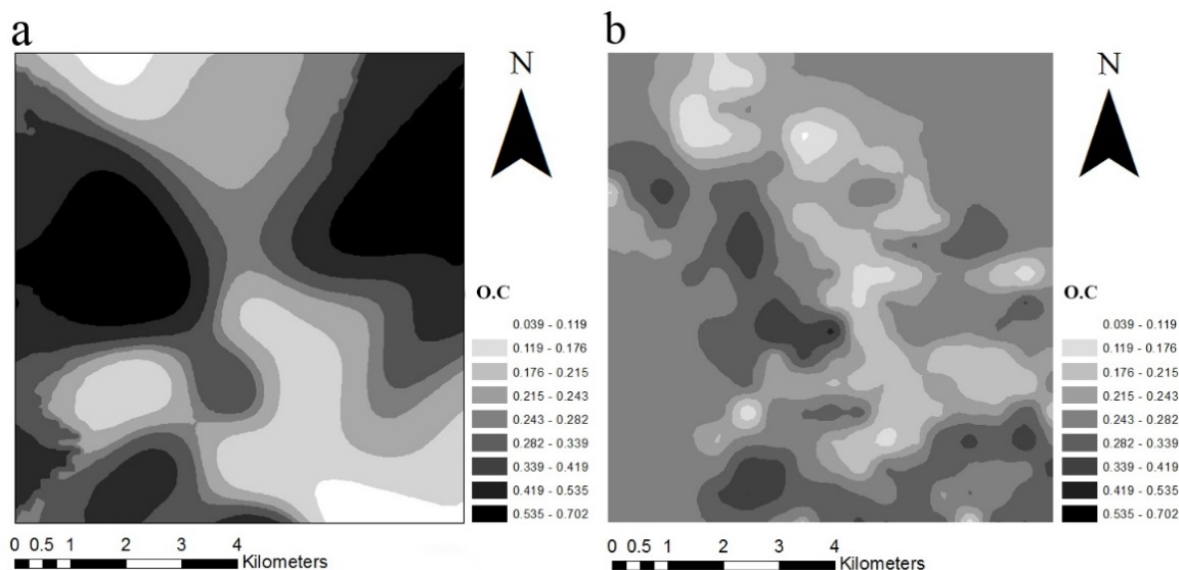 a
N
O.C
0.039 - 0.119
0.119 - 0.176
0.176 - 0.215
0.215 - 0.243
0.243 - 0.282
0.282 - 0.339
0.339 - 0.419
0.419 - 0.535
0.535 - 0.702
0 0.5 1 2 3 4
Kilometers
b
N
O.C
0.039 - 0.119
0.119 - 0.176
0.176 - 0.215
0.215 - 0.243
0.243 - 0.282
0.282 - 0.339
0.339 - 0.419
0.419 - 0.535
0.535 - 0.702
0 0.5 1 2 3 4
Kilometers